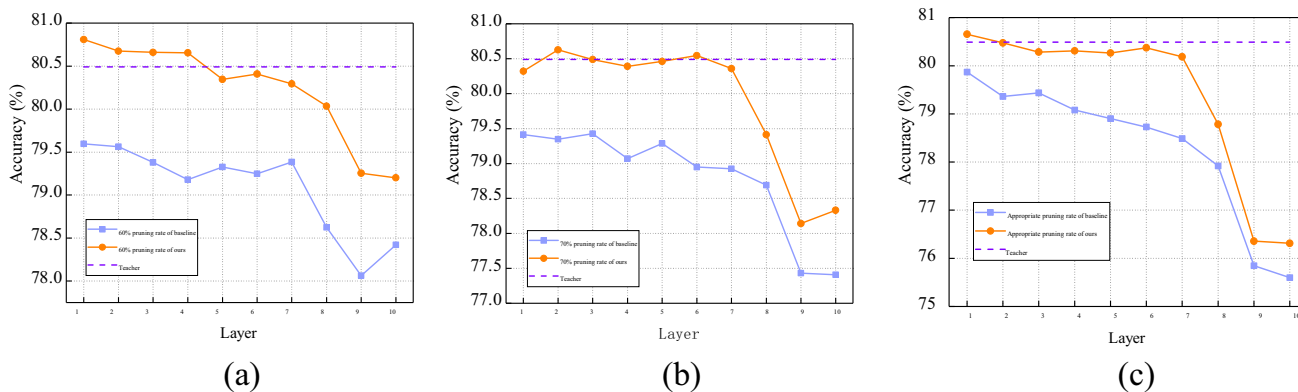 81.0
80.5
80.0
79.5
79.0
78.5
78.0
Accuracy (%)
60% pruning rate of baseline
60% pruning rate of ours
Teacher
1 2 3 4 5 6 7 8 9 10
Layer
(a)
81.0
80.5
80.0
79.5
79.0
78.5
78.0
77.5
77.0
Accuracy (%)
70% pruning rate of baseline
70% pruning rate of ours
Teacher
1 2 3 4 5 6 7 8 9 10
Layer
(b)
81
80
79
78
77
76
75
Accuracy (%)
Appropriate pruning rate of baseline
Appropriate pruning rate of ours
Teacher
1 2 3 4 5 6 7 8 9 10
Layer
(c)